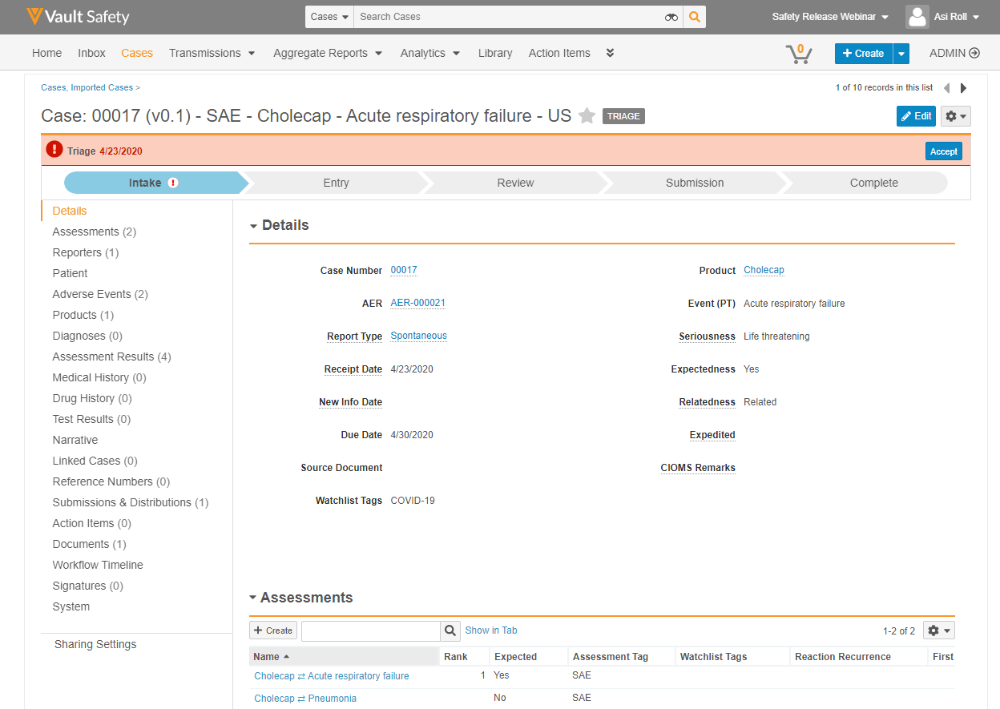 Vault Safety Cases Search Cases Safety Release Webinar Asi Roll
Home Inbox Cases Transmissions Aggregate Reports Analytics Library Action Items 0 + Create ADMIN
Cases, Imported Cases > 1 of 10 records in this list
Case: 00017 (v0.1) - SAE - Cholecap - Acute respiratory failure - US TRIAGE Edit
! Triage 4/23/2020 Accept
Intake ! Entry Review Submission Complete
Details
Assessments (2)
Reporters (1)
Patient
Adverse Events (2)
Products (1)
Diagnoses (0)
Assessment Results (4)
Medical History (0)
Drug History (0)
Test Results (0)
Narrative
Linked Cases (0)
Reference Numbers (0)
Submissions & Distributions (1)
Action Items (0)
Documents (1)
Workflow Timeline
Signatures (0)
System
Sharing Settings
Details
Case Number 00017 Product Cholecap
AER AER-000021 Event (PT) Acute respiratory failure
Report Type Spontaneous Seriousness Life threatening
Receipt Date 4/23/2020 Expectedness Yes
New Info Date Relatedness Related
Due Date 4/30/2020 Expedited
Source Document CIOMS Remarks
Watchlist Tags COVID-19
Assessments
+ Create Show in Tab 1-2 of 2
Name Rank Expected Assessment Tag Watchlist Tags Reaction Recurrence First
Cholecap ⇄ Acute respiratory failure 1 Yes SAE
Cholecap ⇄ Pneumonia No SAE